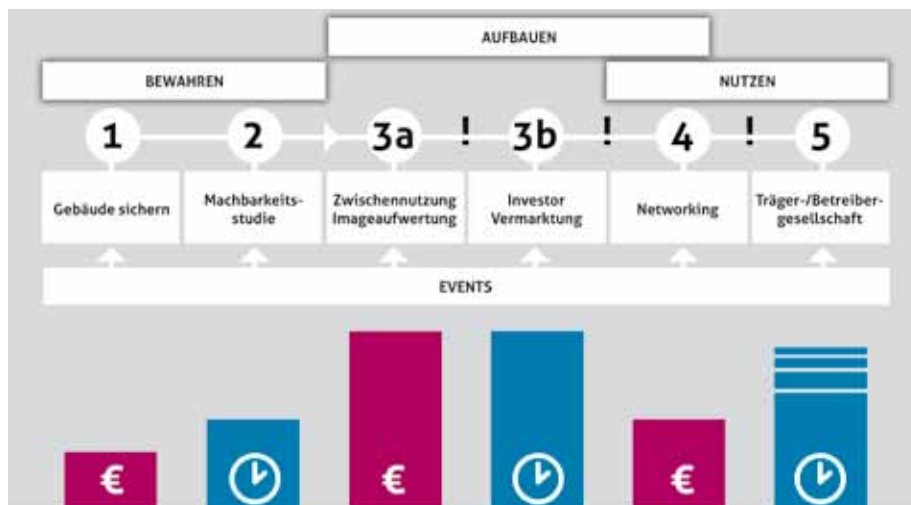 AUFBAUEN
BEWAHREN
NUTZEN
1
2
3a
!
3b
!
4
!
5
Gebäude sichern
Machbarkeits-
studie
Zwischennutzung
Imageaufwertung
Investor
Vermarktung
Networking
Träger-/Betreiber-
gesellschaft
EVENTS
€
€
€